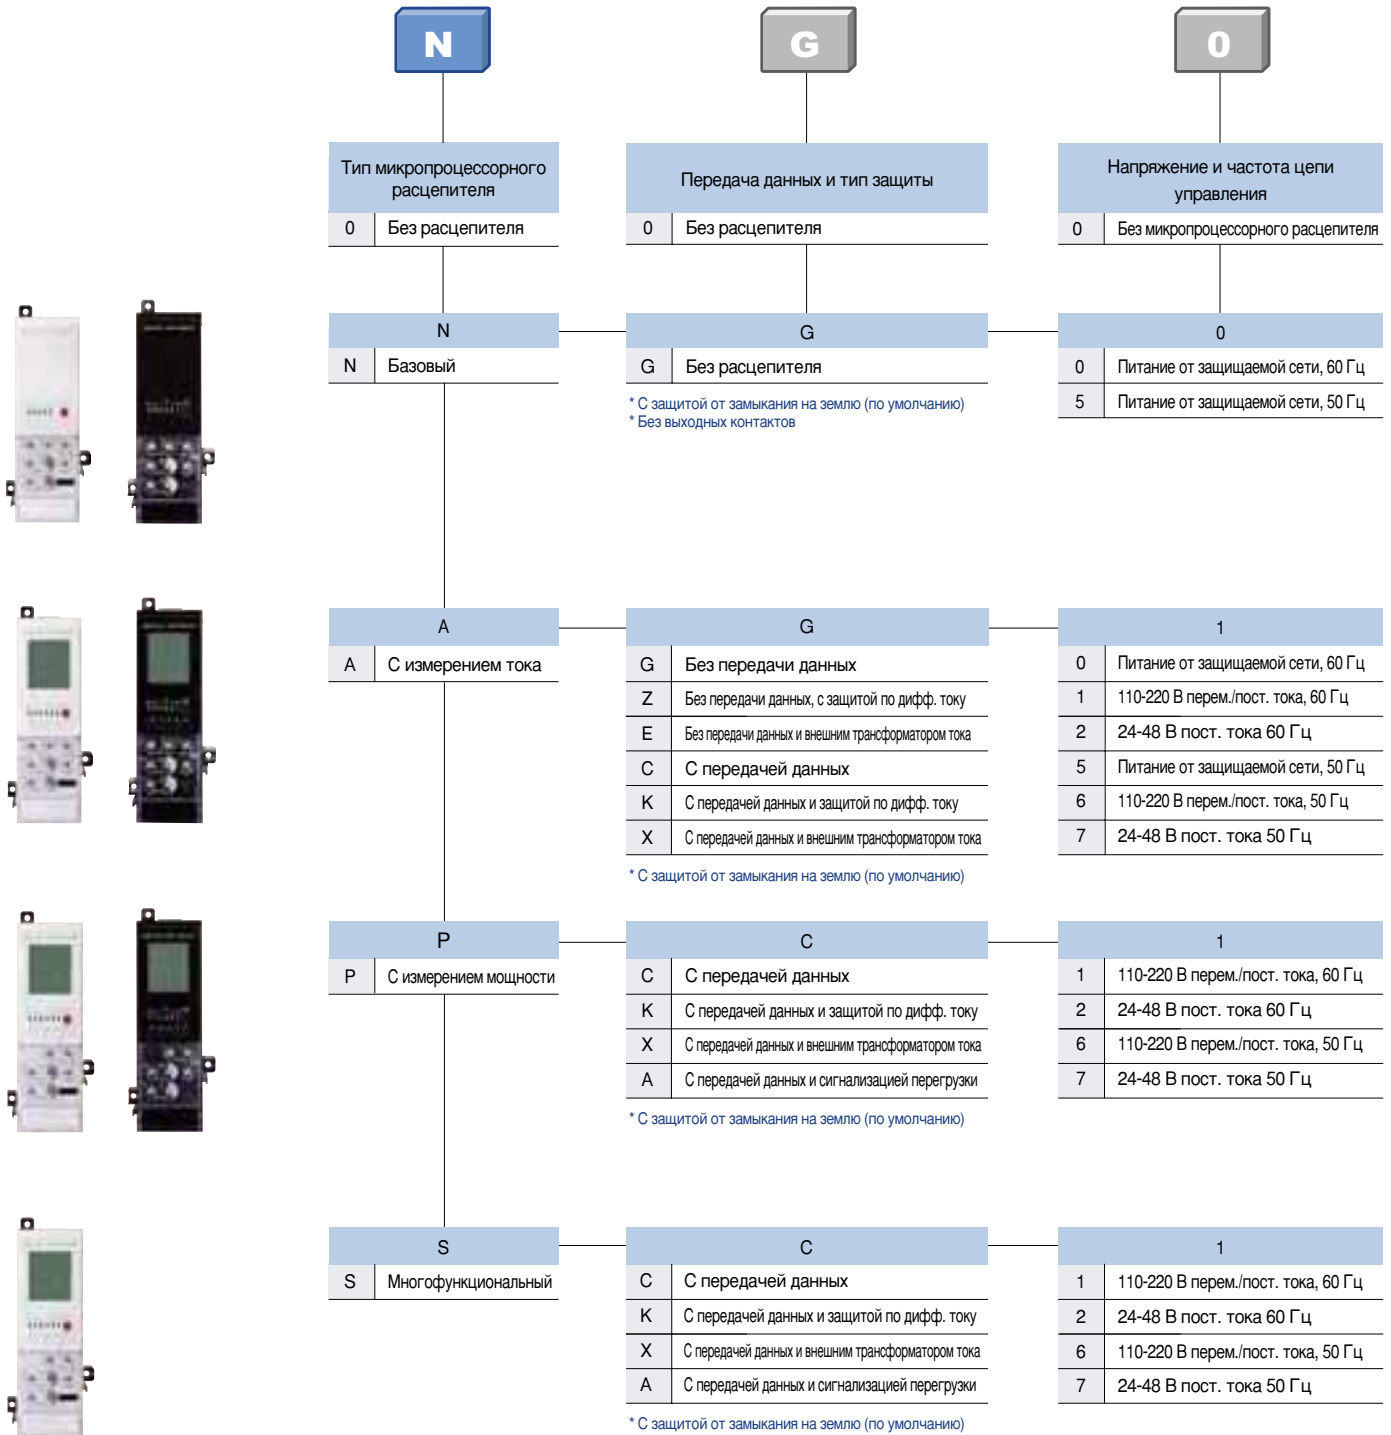 N
G
0
Тип микропроцессорного
расцепителя
0 Без расцепителя
Передача данных и тип защиты
0 Без расцепителя
Напряжение и частота цепи
управления
0 Без микропроцессорного расцепителя
N
N Базовый
G
G Без расцепителя
* С защитой от замыкания на землю (по умолчанию)
* Без выходных контактов
0
0 Питание от защищаемой сети, 60 Гц
5 Питание от защищаемой сети, 50 Гц
A
A С измерением тока
G
G Без передачи данных
Z Без передачи данных, с защитой по дифф. току
E Без передачи данных и внешним трансформатором тока
C С передачей данных
K С передачей данных и защитой по дифф. току
X С передачей данных и внешним трансформатором тока
* С защитой от замыкания на землю (по умолчанию)
1
0 Питание от защищаемой сети, 60 Гц
1 110-220 В перем./пост. тока, 60 Гц
2 24-48 В пост. тока 60 Гц
5 Питание от защищаемой сети, 50 Гц
6 110-220 В перем./пост. тока, 50 Гц
7 24-48 В пост. тока 50 Гц
P
P С измерением мощности
C
C С передачей данных
K С передачей данных и защитой по дифф. току
X С передачей данных и внешним трансформатором тока
A С передачей данных и сигнализацией перегрузки
* С защитой от замыкания на землю (по умолчанию)
1
1 110-220 В перем./пост. тока, 60 Гц
2 24-48 В пост. тока 60 Гц
6 110-220 В перем./пост. тока, 50 Гц
7 24-48 В пост. тока 50 Гц
S
S Многофункциональный
C
C С передачей данных
K С передачей данных и защитой по дифф. току
X С передачей данных и внешним трансформатором тока
A С передачей данных и сигнализацией перегрузки
* С защитой от замыкания на землю (по умолчанию)
1
1 110-220 В перем./пост. тока, 60 Гц
2 24-48 В пост. тока 60 Гц
6 110-220 В перем./пост. тока, 50 Гц
7 24-48 В пост. тока 50 Гц